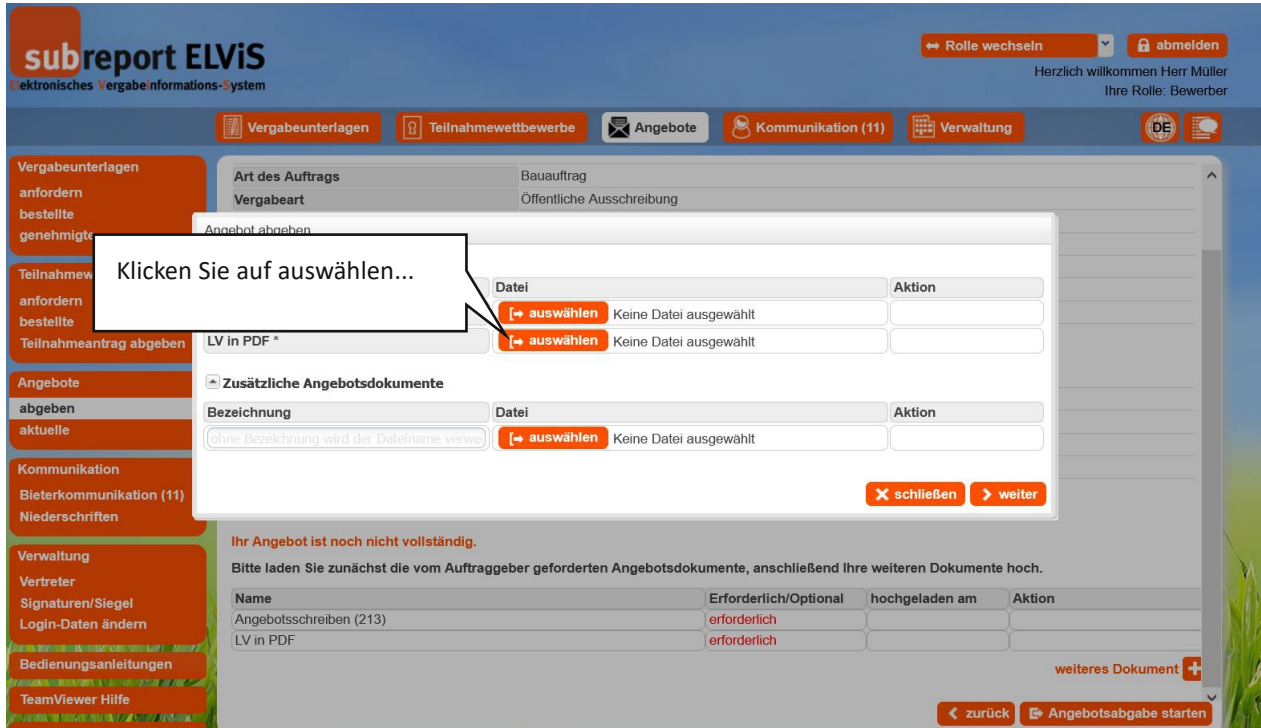 subreport ELViS
Elektronisches Vergabeinformations-System
Rolle wechseln
abmelden
Herzlich willkommen Herr Müller
Ihre Rolle: Bewerber
Vergabeunterlagen
Teilnahmewettbewerbe
Angebote
Kommunikation (11)
Verwaltung
DE
Vergabeunterlagen
anfordern
bestellte
genehmigte
Teilnahmew
anfordern
bestellte
Teilnahmeantrag abgeben
Angebote
abgeben
aktuelle
Kommunikation
Bieterkommunikation (11)
Niederschriften
Verwaltung
Vertreter
Signaturen/Siegel
Login-Daten ändern
Bedienungsanleitungen
TeamViewer Hilfe
Art des Auftrags Bauauftrag
Vergabeart Öffentliche Ausschreibung
Angebot abgeben
Klicken Sie auf auswählen...
Datei Aktion
auswählen Keine Datei ausgewählt
LV in PDF * auswählen Keine Datei ausgewählt
Zusätzliche Angebotsdokumente
Bezeichnung Datei Aktion
ohne Bezeichnung wird der Dateiname verwe auswählen Keine Datei ausgewählt
schließen weiter
Ihr Angebot ist noch nicht vollständig.
Bitte laden Sie zunächst die vom Auftraggeber geforderten Angebotsdokumente, anschließend Ihre weiteren Dokumente hoch.
Name Erforderlich/Optional hochgeladen am Aktion
Angebotsschreiben (213) erforderlich
LV in PDF erforderlich
weiteres Dokument
zurück Angebotsabgabe starten